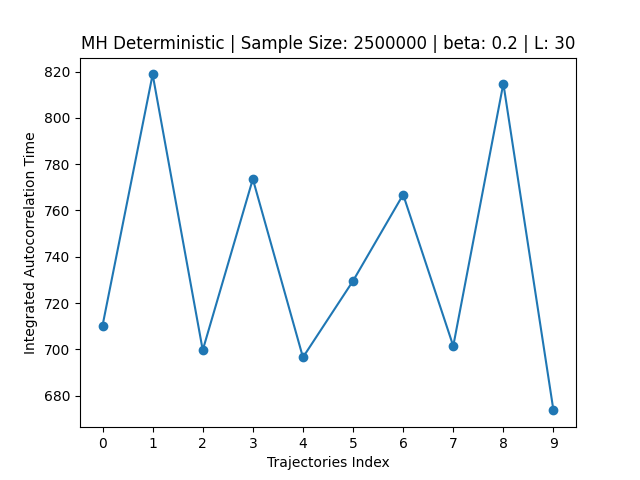 MH Deterministic | Sample Size: 2500000 | beta: 0.2 | L: 30
Integrated Autocorrelation Time
820
800
780
760
740
720
700
680
0 1 2 3 4 5 6 7 8 9
Trajectories Index